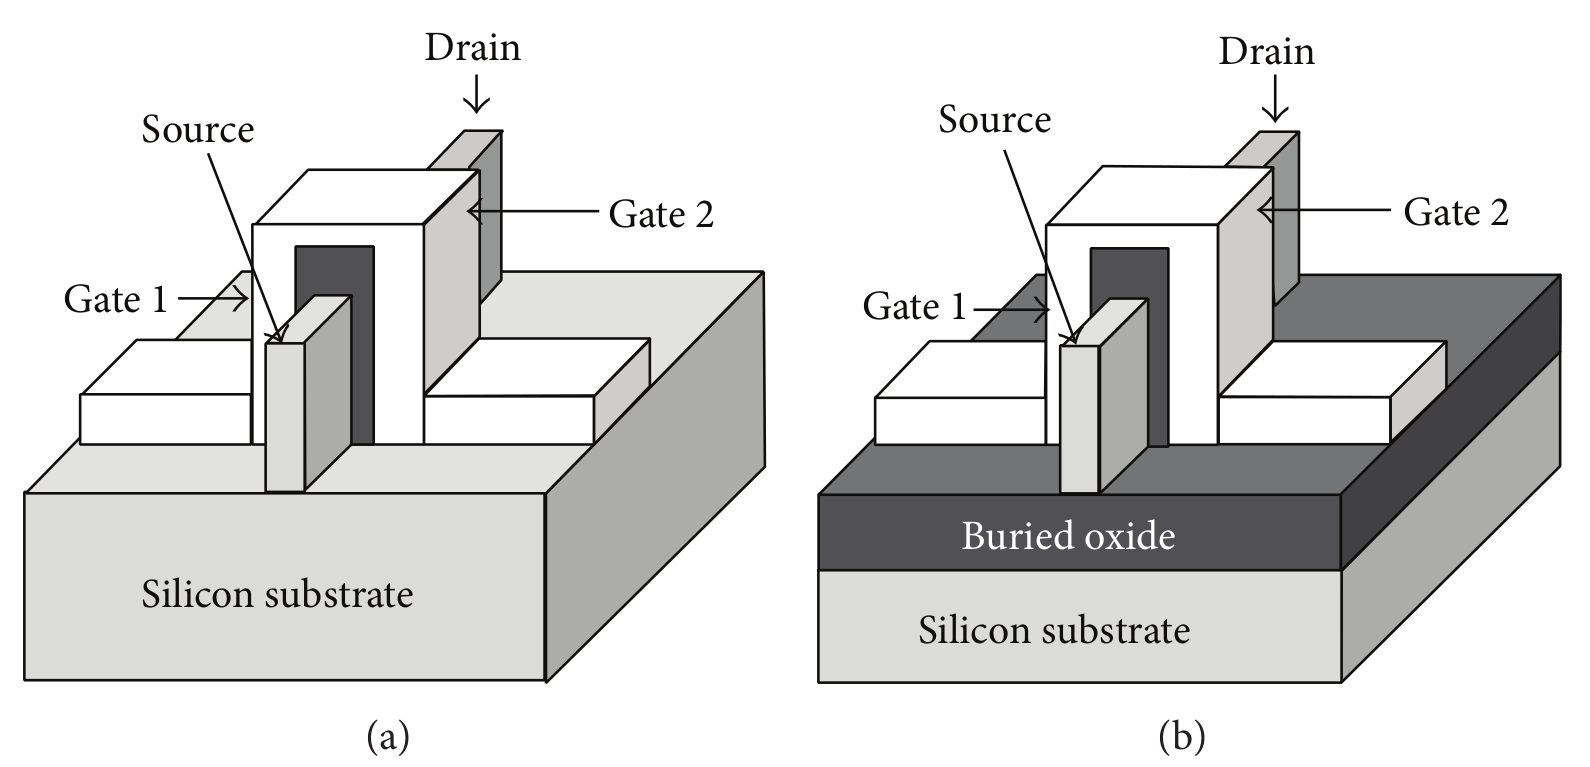 Drain
Source
Gate 2
Gate 1
Silicon substrate
(a)
Drain
Source
Gate 2
Gate 1
Buried oxide
Silicon substrate
(b)